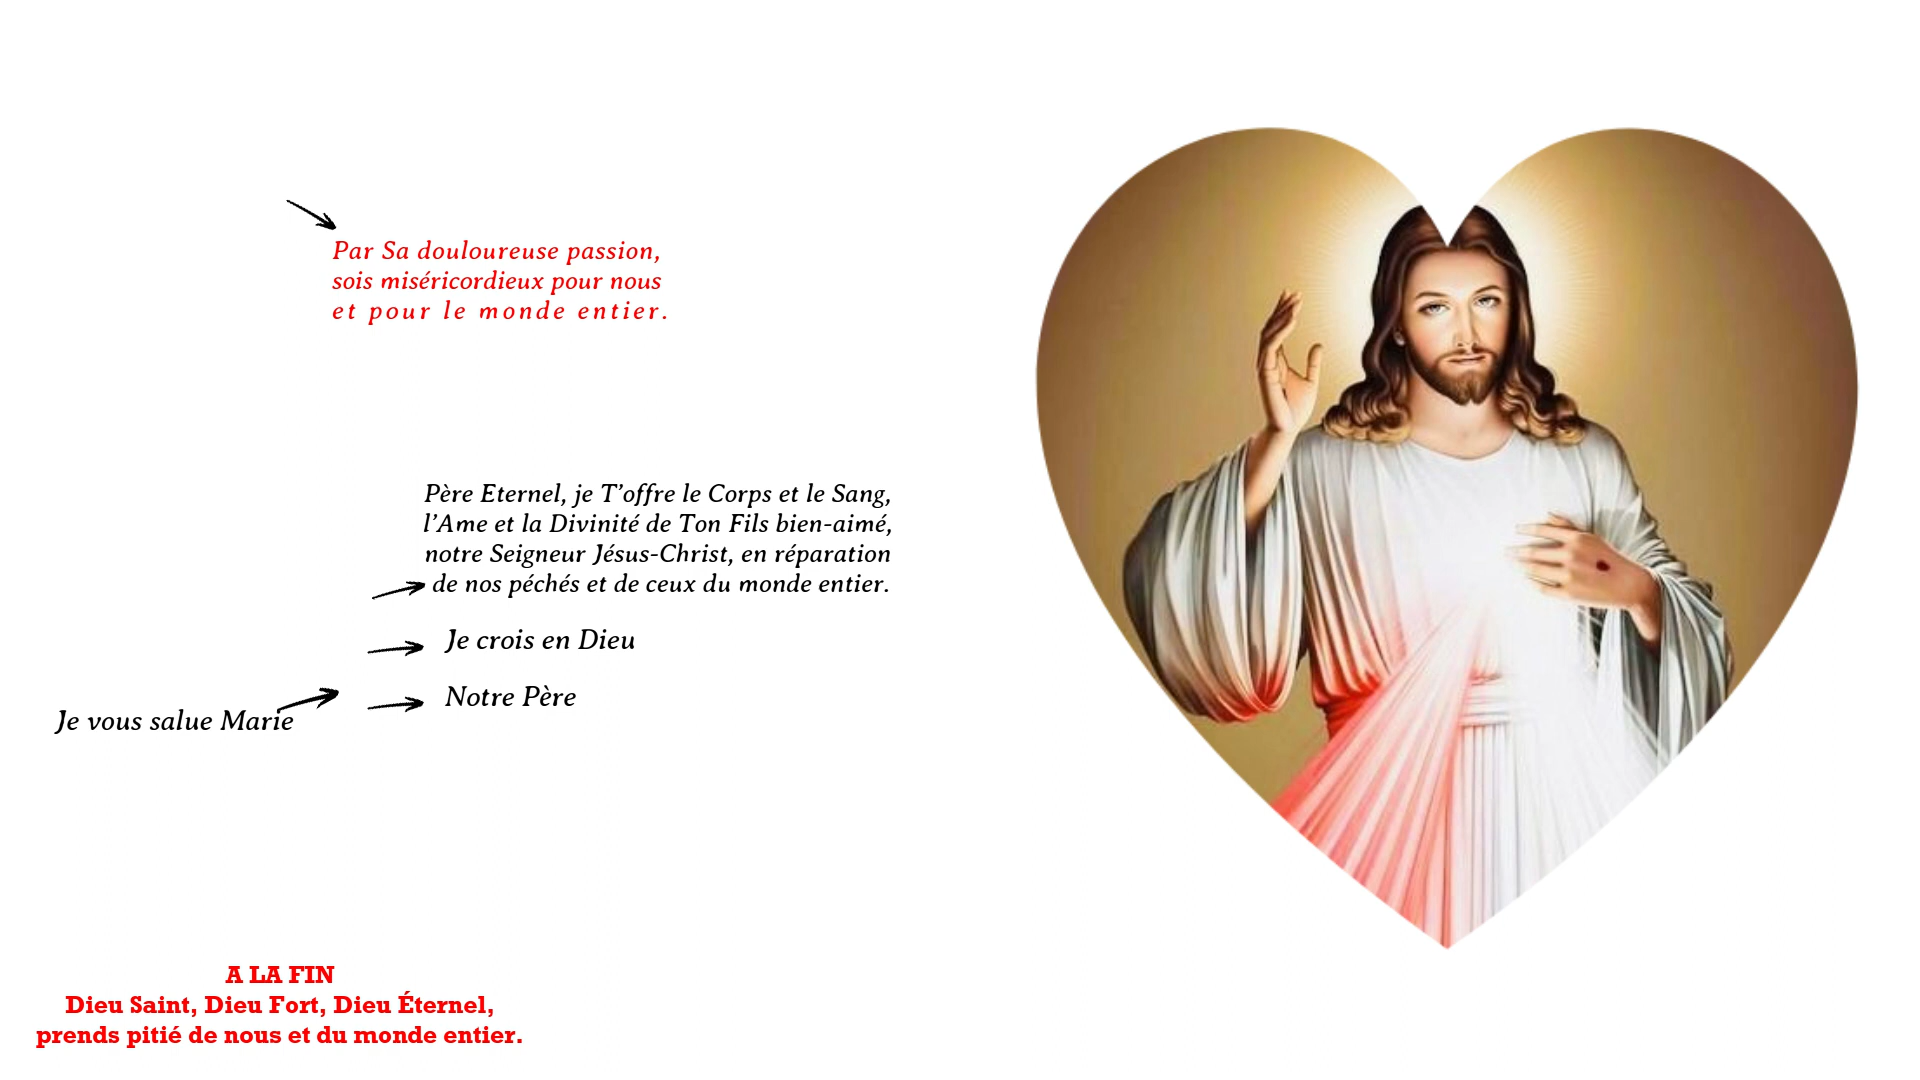 Par Sa douloureuse passion,
sois miséricordieux pour nous
et pour le monde entier.
Père Eternel, je T’offre le Corps et le Sang,
l’Ame et la Divinité de Ton Fils bien-aimé,
notre Seigneur Jésus-Christ, en réparation
de nos péchés et de ceux du monde entier.
Je crois en Dieu
Notre Père
Je vous salue Marie
A LA FIN
Dieu Saint, Dieu Fort, Dieu Éternel,
prends pitié de nous et du monde entier.